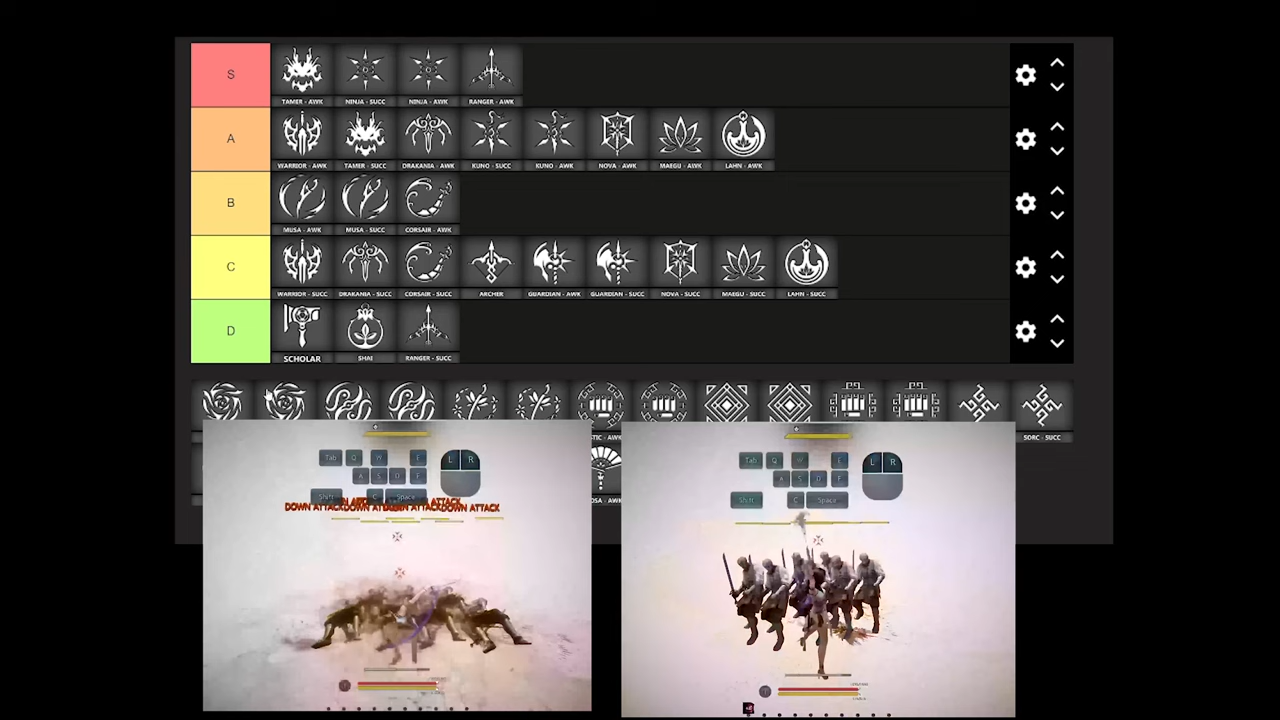 S
TAMER - AWK NINJA - SUCC NINJA - AWK RANGER - AWK
A
WARRIOR - AWK TAMER - SUCC DRAKANIA - AWK KUNO - SUCC KUNO - AWK NOVA - AWK MAEGU - AWK LAHN - AWK
B
MUSA - AWK MUSA - SUCC CORSAIR - AWK
C
WARRIOR - SUCC DRAKANIA - SUCC CORSAIR - SUCC ARCHER GUARDIAN - AWK GUARDIAN - SUCC NOVA - SUCC MAEGU - SUCC LAHN - SUCC
D
SCHOLAR SHAI RANGER - SUCC
SORC - SUCC
Tab Q W E L R
A S D F
Shift C Space
DOWN ATTACK
Tab Q W E L R
A S D F
Shift C Space